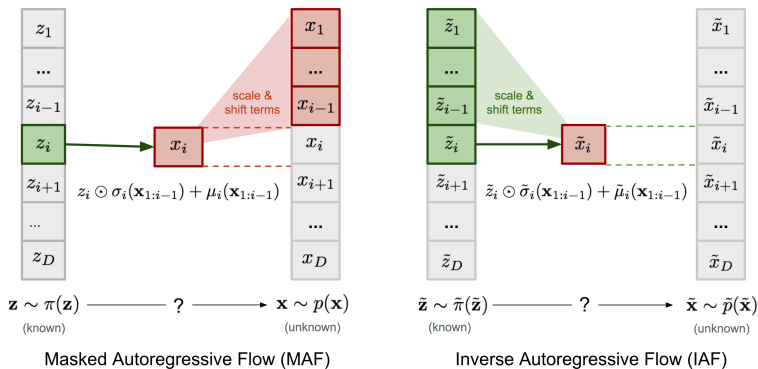 z_1
...
z_{i-1}
z_i
z_{i+1}
...
z_D
x_i
scale &
shift terms
z_i ⊙ σ_i(𝐱_{1:i−1}) + μ_i(𝐱_{1:i−1})
x_1
...
x_{i-1}
x_i
x_{i+1}
...
x_D
𝐳 ∼ π(𝐳)
(known)
?
𝐱 ∼ p(𝐱)
(unknown)
Masked Autoregressive Flow (MAF)
z̃_1
...
z̃_{i-1}
z̃_i
z̃_{i+1}
...
z̃_D
scale &
shift terms
x̃_i
z̃_i ⊙ σ̃_i(𝐱_{1:i−1}) + μ̃_i(𝐱_{1:i−1})
x̃_1
...
x̃_{i-1}
x̃_i
x̃_{i+1}
...
x̃_D
𝐳̃ ∼ π̃(𝐳̃)
(known)
?
𝐱̃ ∼ p̃(𝐱̃)
(unknown)
Inverse Autoregressive Flow (IAF)